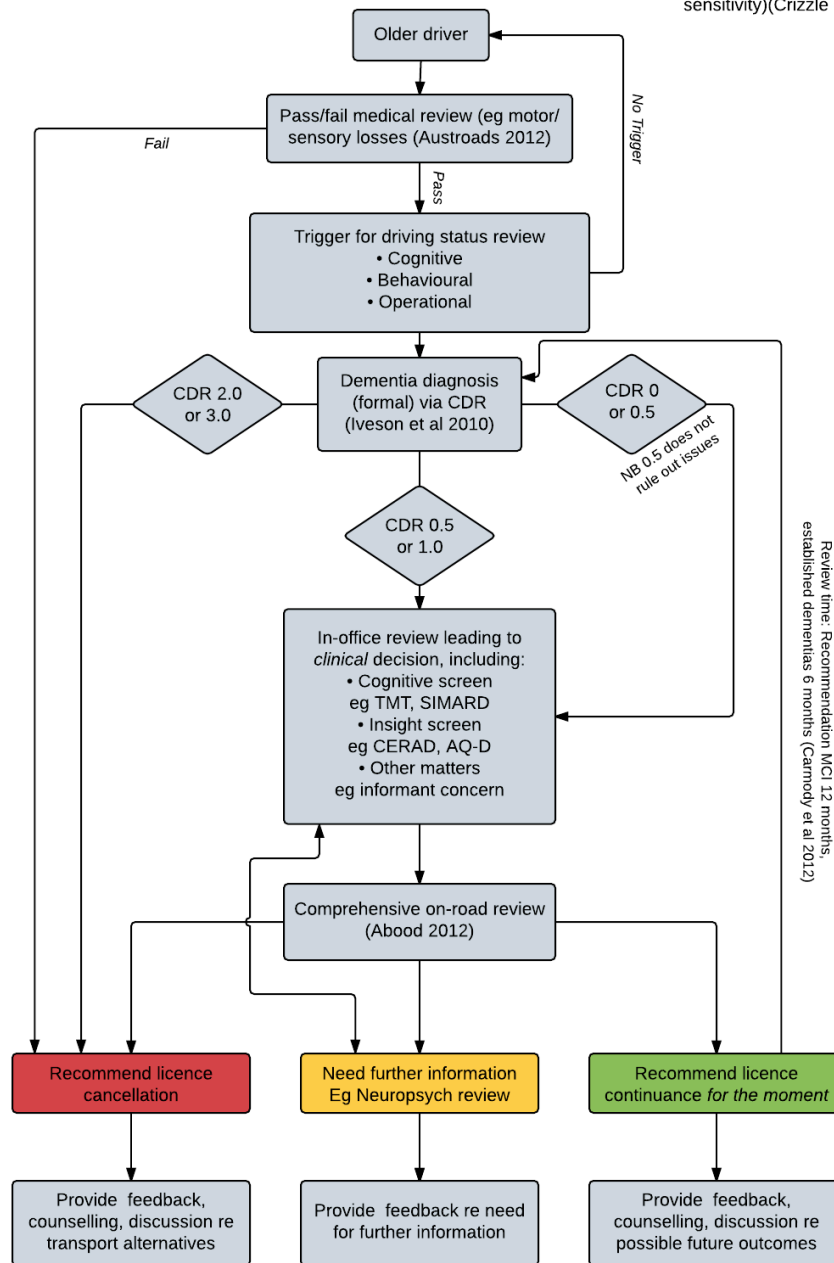 sensitivity)(Crizzle
Older driver
No Trigger
Pass/fail medical review (eg motor/
sensory losses (Austroads 2012)
Fail
Pass
Trigger for driving status review
• Cognitive
• Behavioural
• Operational
CDR 2.0
or 3.0
Dementia diagnosis
(formal) via CDR
(Iveson et al 2010)
CDR 0
or 0.5
NB 0.5 does not
rule out issues
CDR 0.5
or 1.0
Review time: Recommendation MCI 12 months,
established dementias 6 months (Carmody et al 2012)
In-office review leading to
clinical decision, including:
• Cognitive screen
eg TMT, SIMARD
• Insight screen
eg CERAD, AQ-D
• Other matters
eg informant concern
Comprehensive on-road review
(Abood 2012)
Recommend licence
cancellation
Need further information
Eg Neuropsych review
Recommend licence
continuance for the moment
Provide feedback,
counselling, discussion re
transport alternatives
Provide feedback re need
for further information
Provide feedback,
counselling, discussion re
possible future outcomes